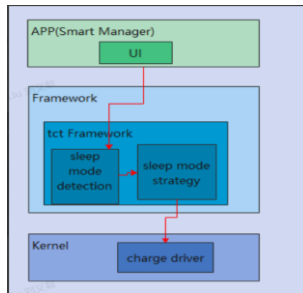 APP(Smart Manager)
UI
Framework
tct Framework
sleep
mode
detection
sleep mode
strategy
Kernel
charge driver